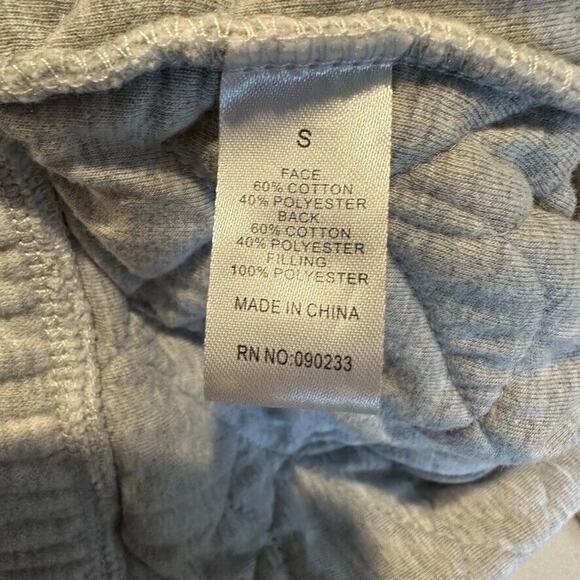 S
FACE
60% COTTON
40% POLYESTER
BACK
60% COTTON
40% POLYESTER
FILLING
100% POLYESTER
MADE IN CHINA
RN NO:090233